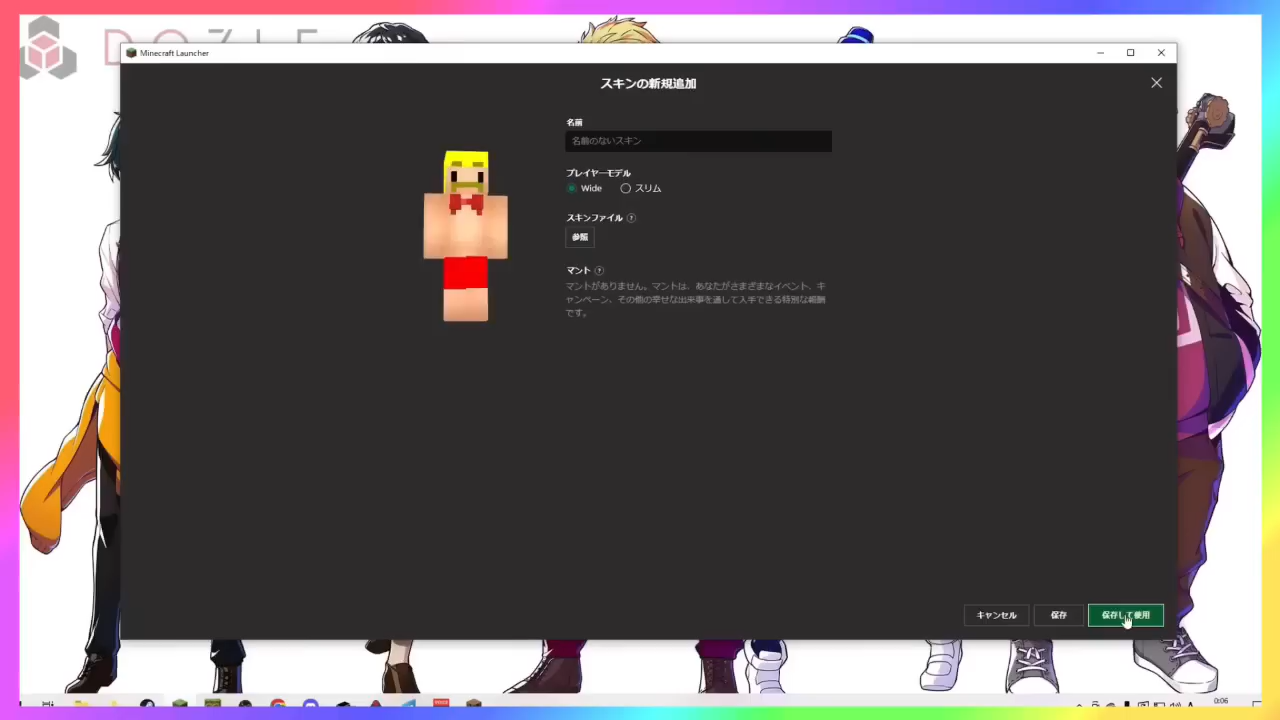 Minecraft Launcher
スキンの新規追加
名前
名前のないスキン
プレイヤーモデル
Wide スリム
スキンファイル ?
参照
マント ?
マントがありません。マントは、あなたがさまざまなイベント、キ
ャンペーン、その他の幸せな出来事を通して入手できる特別な報酬
です。
キャンセル 保存 保存して使用
A 0:06